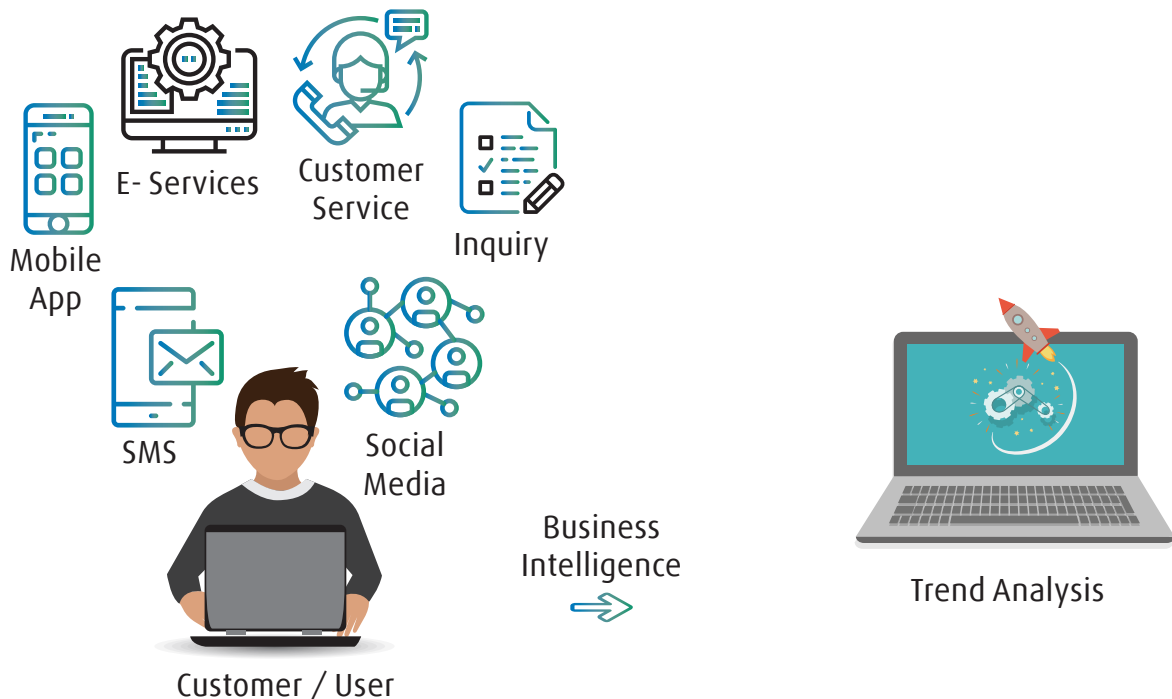 E- Services
Customer
Service
Inquiry
Mobile
App
SMS
Social
Media
Business
Intelligence
Trend Analysis
Customer / User